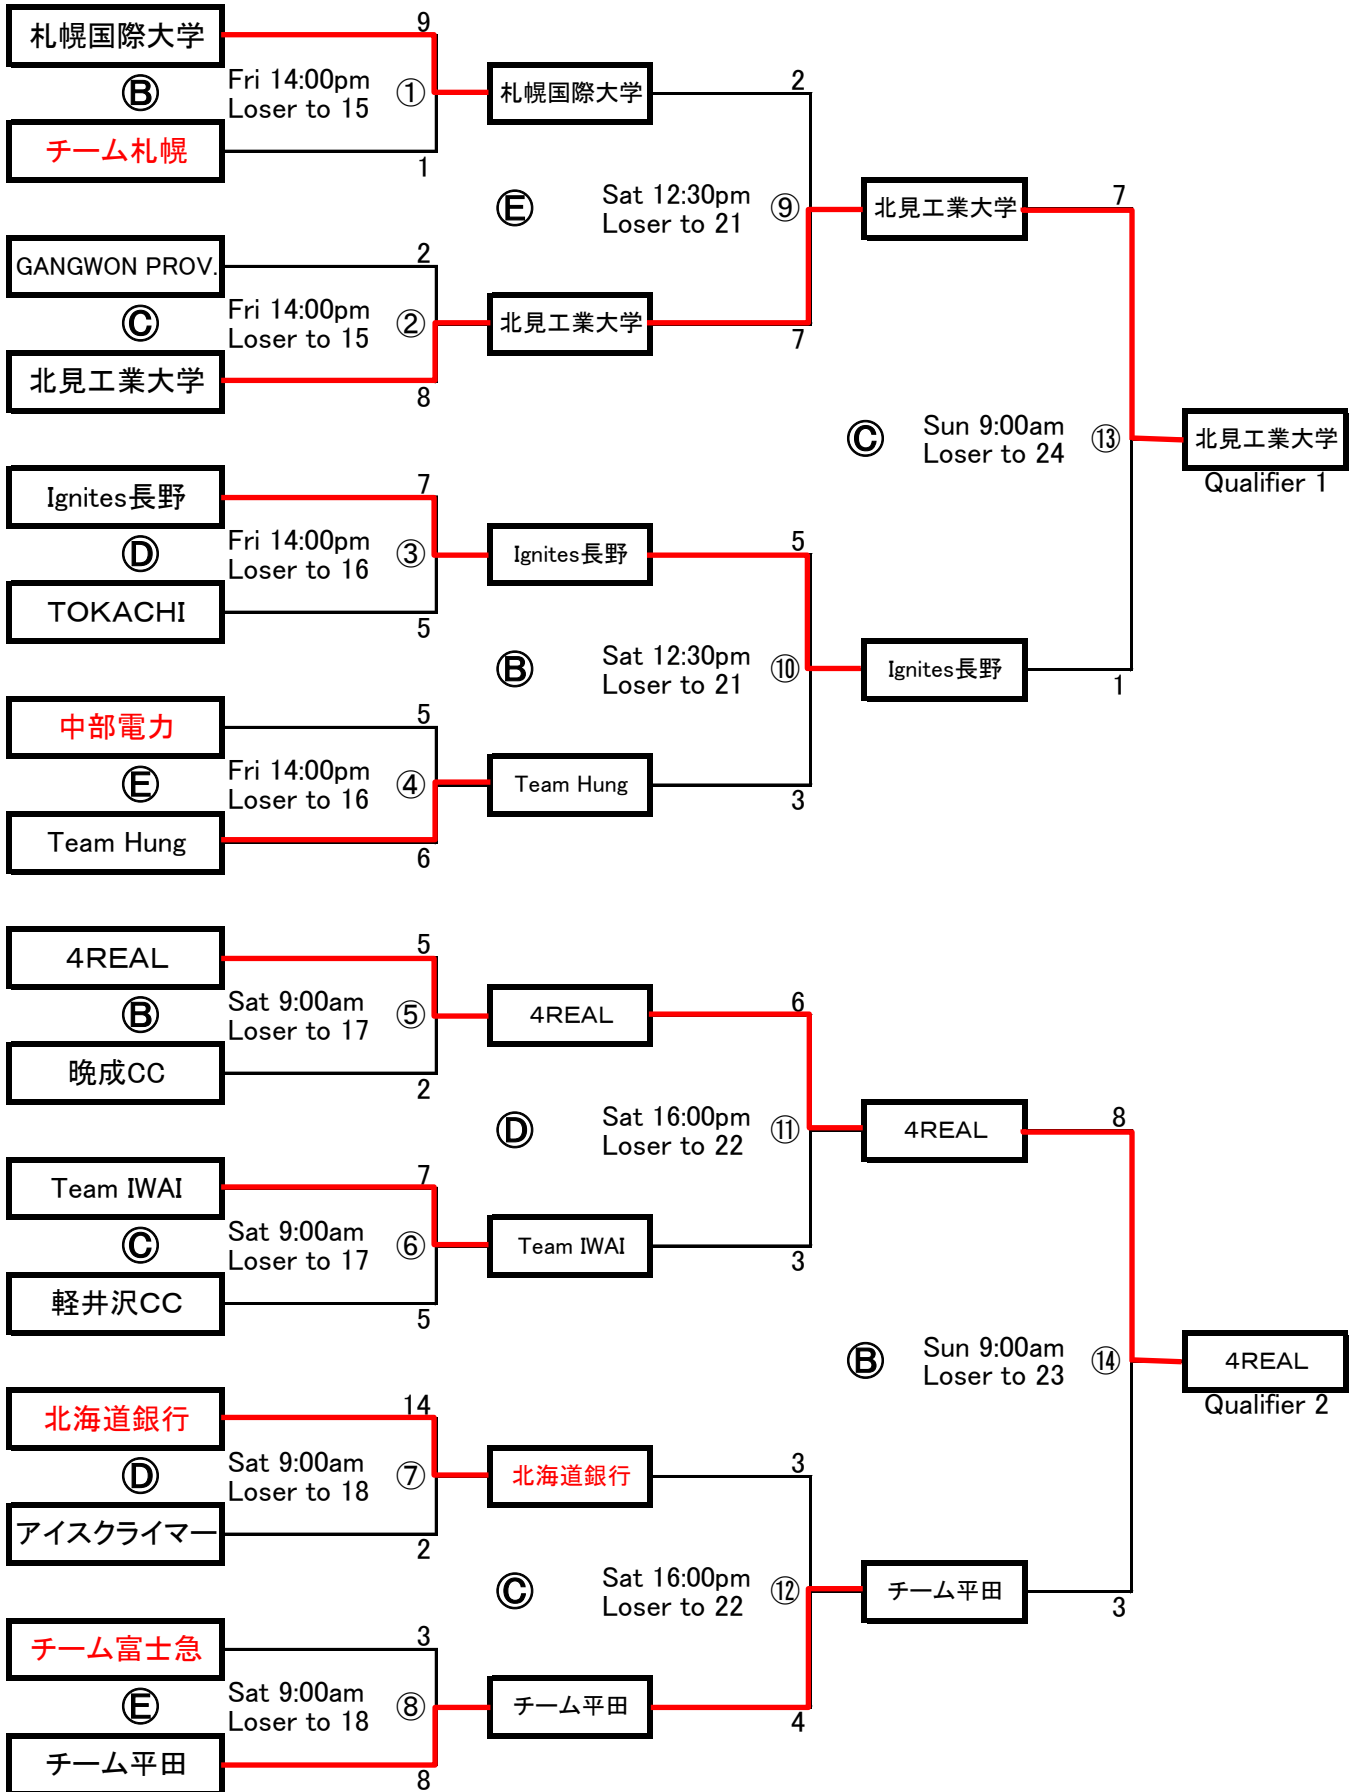 札幌国際大学
9
Ⓑ
Fri 14:00pm
Loser to 15
①
チーム札幌
1
札幌国際大学
2
Ⓔ
Sat 12:30pm
Loser to 21
⑨
GANGWON PROV.
2
Ⓒ
Fri 14:00pm
Loser to 15
②
北見工業大学
8
北見工業大学
7
北見工業大学
7
Ⓒ
Sun 9:00am
Loser to 24
⑬
北見工業大学
Qualifier 1
Ignites長野
7
Ⓓ
Fri 14:00pm
Loser to 16
③
TOKACHI
5
Ignites長野
5
Ⓑ
Sat 12:30pm
Loser to 21
⑩
Ignites長野
1
中部電力
5
Ⓔ
Fri 14:00pm
Loser to 16
④
Team Hung
6
Team Hung
3
4REAL
5
Ⓑ
Sat 9:00am
Loser to 17
⑤
晩成CC
2
4REAL
6
Ⓓ
Sat 16:00pm
Loser to 22
⑪
4REAL
8
Team IWAI
7
Ⓒ
Sat 9:00am
Loser to 17
⑥
軽井沢CC
5
Team IWAI
3
Ⓑ
Sun 9:00am
Loser to 23
⑭
4REAL
Qualifier 2
北海道銀行
14
Ⓓ
Sat 9:00am
Loser to 18
⑦
アイスクライマー
2
北海道銀行
3
Ⓒ
Sat 16:00pm
Loser to 22
⑫
チーム平田
3
チーム富士急
3
Ⓔ
Sat 9:00am
Loser to 18
⑧
チーム平田
8
チーム平田
4